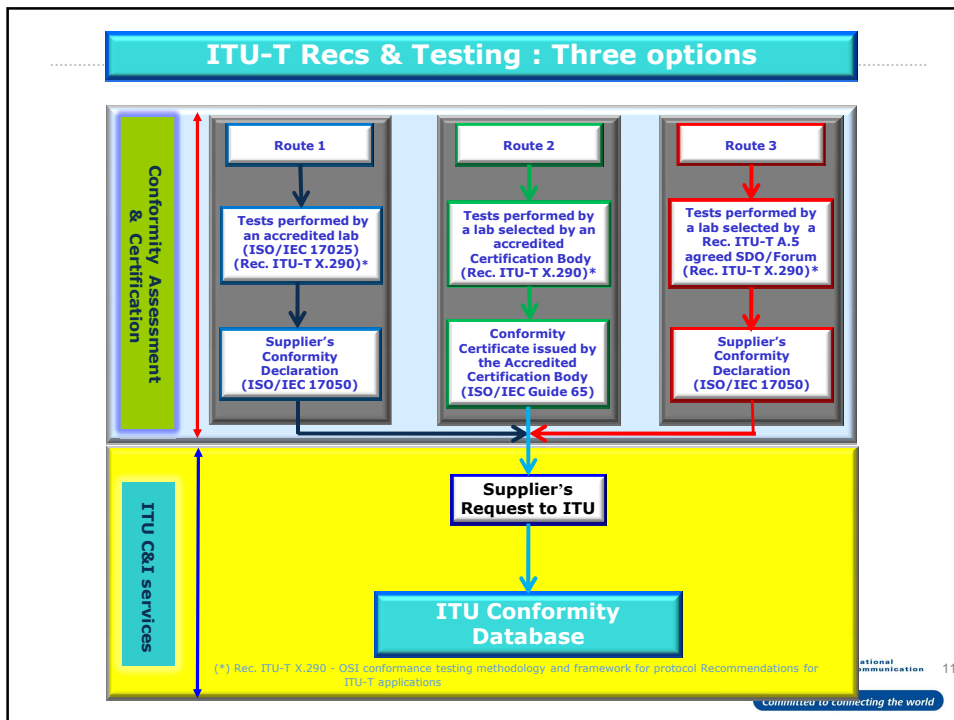 ITU-T Recs & Testing : Three options
Conformity Assessment
& Certification
Route 1
Tests performed by
an accredited lab
(ISO/IEC 17025)
(Rec. ITU-T X.290)*
Supplier's
Conformity
Declaration
(ISO/IEC 17050)
Route 2
Tests performed by
a lab selected by an
accredited
Certification Body
(Rec. ITU-T X.290)*
Conformity
Certificate issued by
the Accredited
Certification Body
(ISO/IEC Guide 65)
Route 3
Tests performed by
a lab selected by a
Rec. ITU-T A.5
agreed SDO/Forum
(Rec. ITU-T X.290)*
Supplier's
Conformity
Declaration
(ISO/IEC 17050)
ITU C&I services
Supplier's
Request to ITU
ITU Conformity
Database
(*) Rec. ITU-T X.290 - OSI conformance testing methodology and framework for protocol Recommendations for
ITU-T applications
11
Committed to connecting the world